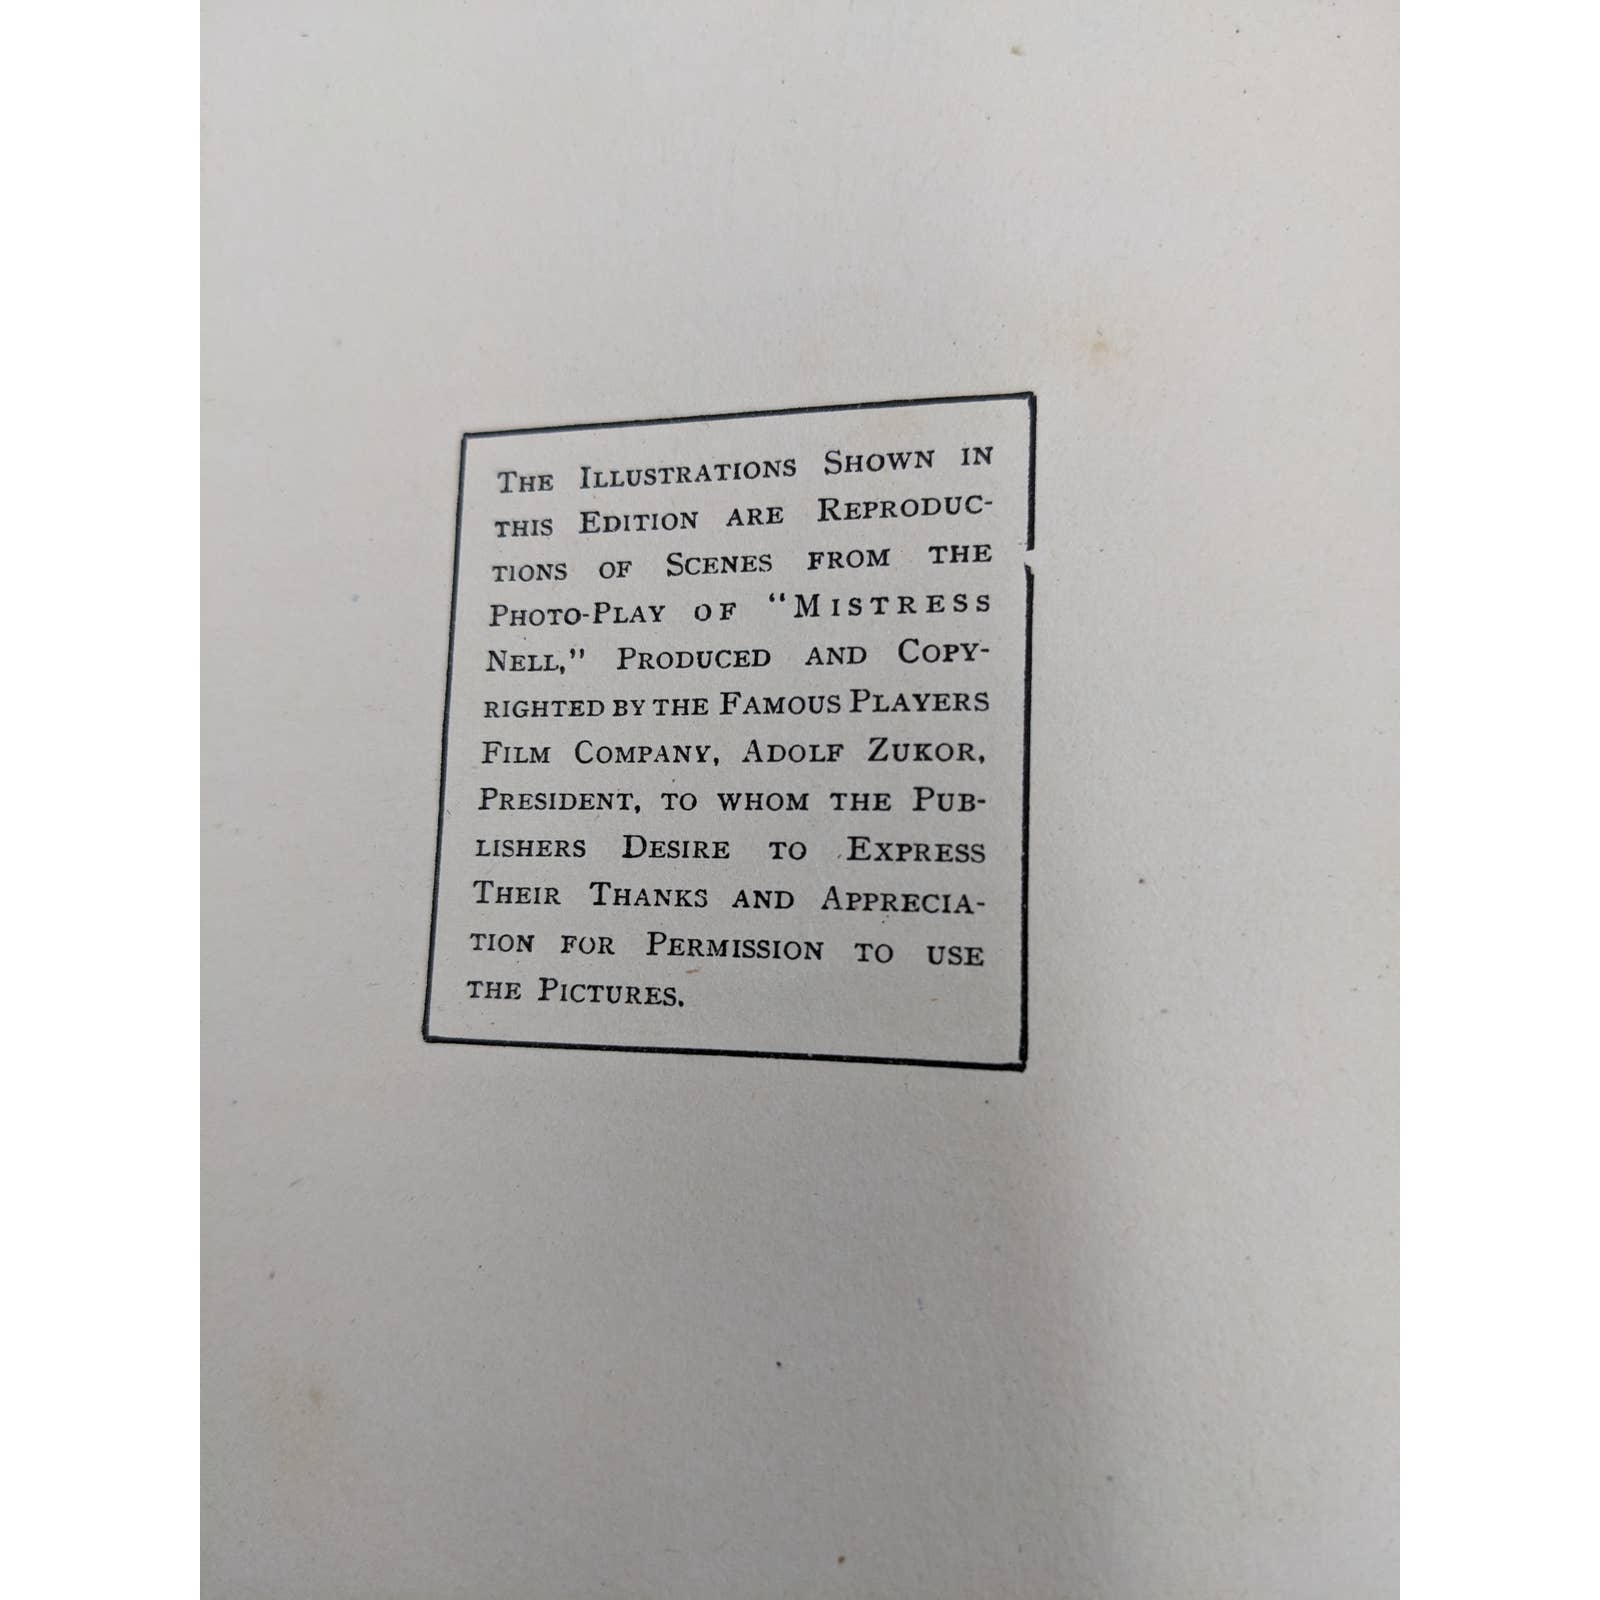 The Illustrations Shown in
this Edition are Reproduc-
tions of Scenes from the
Photo-Play of "Mistress
Nell," Produced and Copy-
righted by the Famous Players
Film Company, Adolf Zukor,
President, to whom the Pub-
lishers Desire to Express
Their Thanks and Apprecia-
tion for Permission to use
the Pictures.